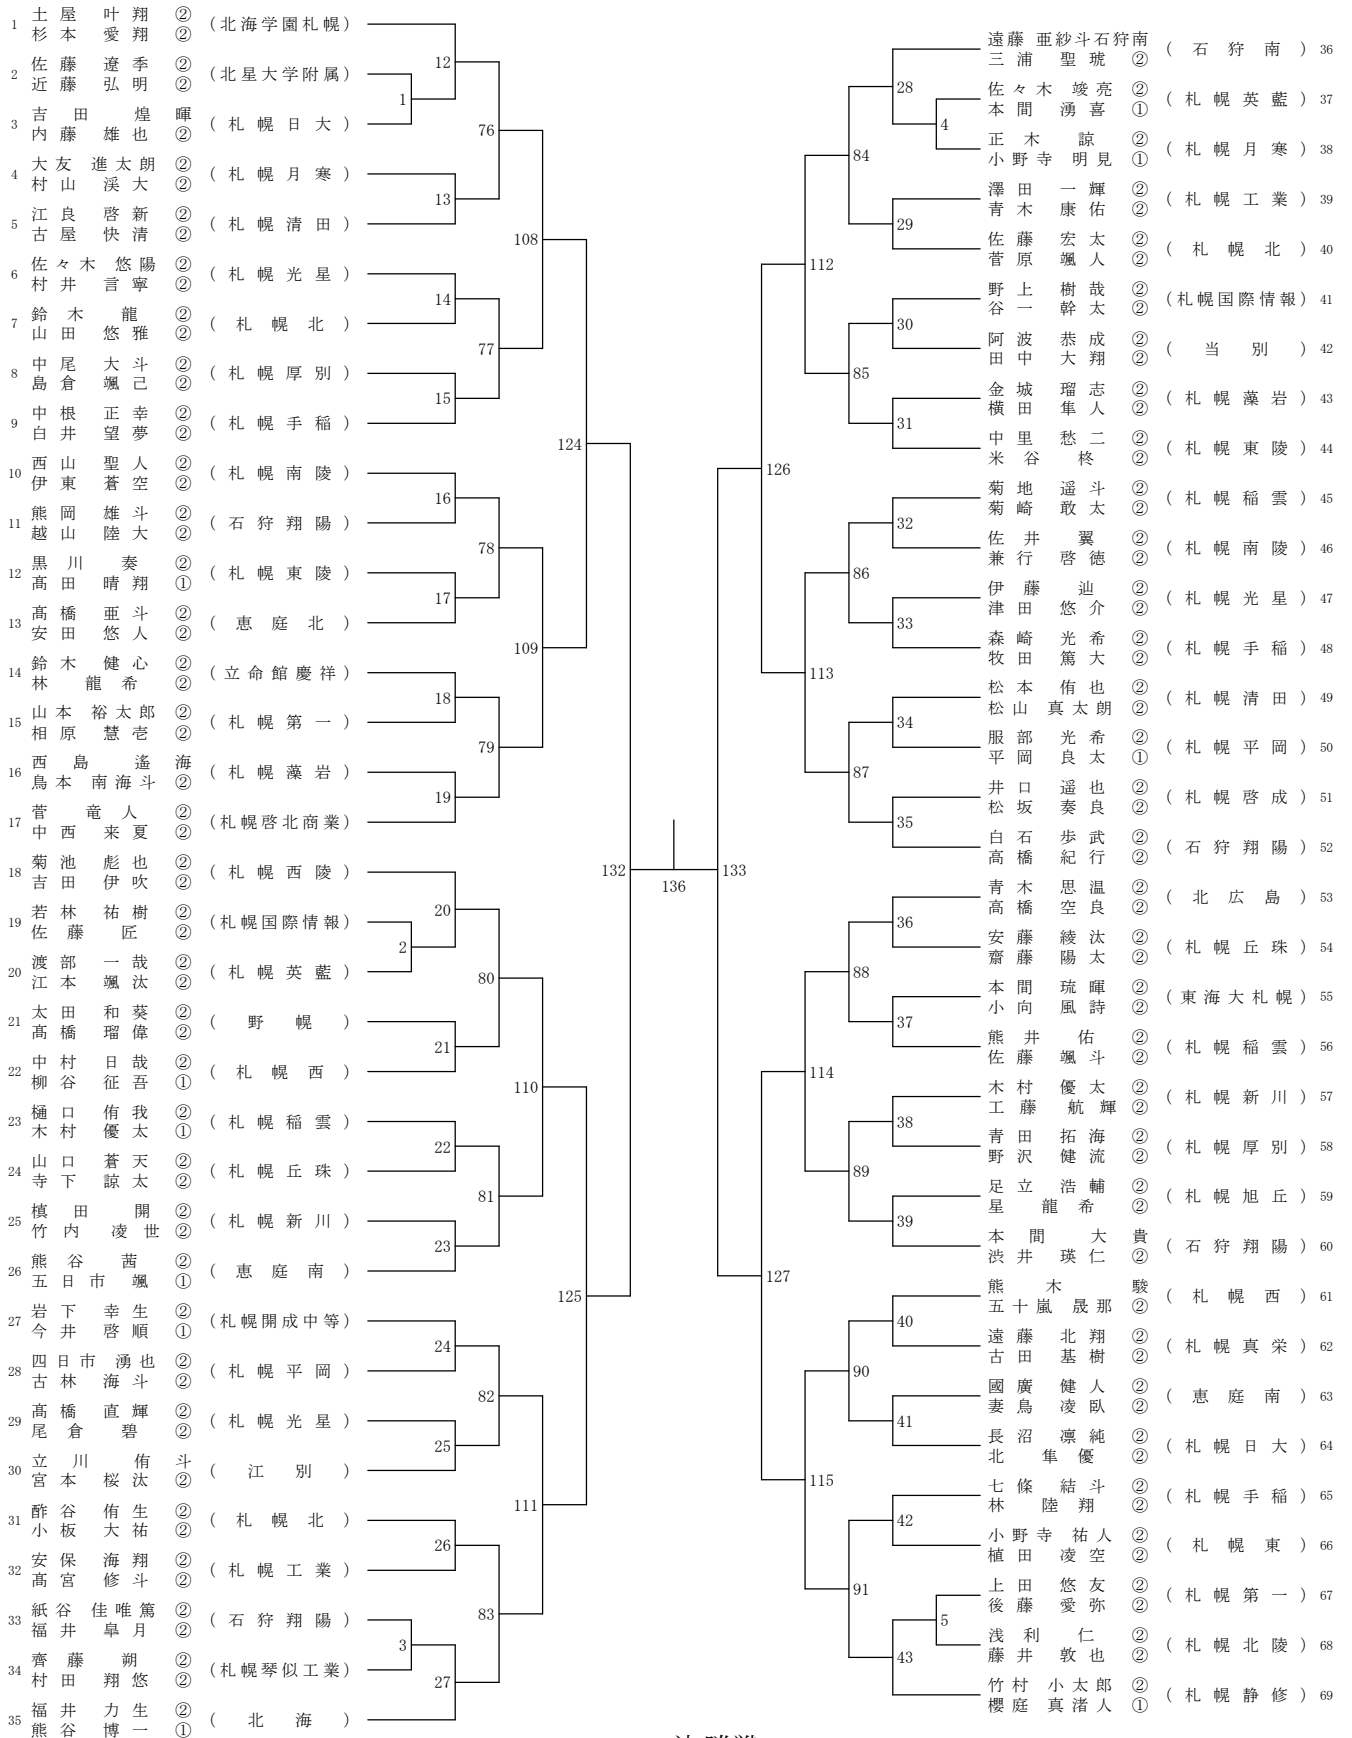 1 土屋 叶翔 ② 杉本 愛翔 ② (北海学園札幌)
2 佐藤 遼季 ② 近藤 弘明 ② (北星大学附属)
3 吉田 煌暉 内藤 雄也 ② (札幌日大)
4 大友 進太朗 ② 村山 渓大 ② (札幌月寒)
5 江良 啓新 ② 古屋 快清 ② (札幌清田)
6 佐々木 悠陽 ② 村井 言寧 ② (札幌光星)
7 鈴木 龍 ② 山田 悠雅 ② (札幌北)
8 中尾 大斗 ② 島倉 颯己 ② (札幌厚別)
9 中根 正幸 ② 白井 望夢 ② (札幌手稲)
10 西山 聖人 ② 伊東 蒼空 ② (札幌南陵)
11 熊岡 雄斗 ② 越山 陸大 ② (石狩翔陽)
12 黒川 奏 ② 髙田 晴翔 ① (札幌東陵)
13 髙橋 亜斗 ② 安田 悠人 ② (恵庭北)
14 鈴木 健心 ② 林 龍希 ② (立命館慶祥)
15 山本 裕太郎 ② 相原 慧壱 ② (札幌第一)
16 西島 遙海 鳥本 南海斗 ② (札幌藻岩)
17 菅 竜人 ② 中西 来夏 ② (札幌啓北商業)
18 菊池 彪也 ② 吉田 伊吹 ② (札幌西陵)
19 若林 祐樹 ② 佐藤 匠 ② (札幌国際情報)
20 渡部 一哉 ② 江本 颯汰 ② (札幌英藍)
21 太田 和葵 ② 髙橋 瑠偉 ② (野幌)
22 中村 日哉 ② 柳谷 征吾 ① (札幌西)
23 樋口 侑我 ② 木村 優太 ① (札幌稲雲)
24 山口 蒼天 ② 寺下 諒太 ② (札幌丘珠)
25 槙田 開 ② 竹内 凌世 ② (札幌新川)
26 熊谷 茜 ② 五日市 颯 ① (恵庭南)
27 岩下 幸生 ② 今井 啓順 ① (札幌開成中等)
28 四日市 湧也 ② 古林 海斗 ② (札幌平岡)
29 髙橋 直輝 ② 尾倉 碧 ② (札幌光星)
30 立川 侑斗 宮本 桜汰 ② (江別)
31 酢谷 侑生 ② 小板 大祐 ② (札幌北)
32 安保 海翔 ② 髙宮 修斗 ② (札幌工業)
33 紙谷 佳唯篤 ② 福井 皐月 ② (石狩翔陽)
34 齊藤 朔 ② 村田 翔悠 ② (札幌琴似工業)
35 福井 力生 ② 熊谷 博一 ① (北海)
1 2 3
12 13 14 15 16 17 18 19 20 21 22 23 24 25 26 27
76 77 78 79 80 81 82 83
108 109 110 111
124 125
132 136 133
126 127
112 113 114 115
84 85 86 87 88 89 90 91
28 29 30 31 32 33 34 35 36 37 38 39 40 41 42 43
4 5
遠藤 亜紗斗石狩南 三浦 聖琥 ② (石狩南) 36
佐々木 竣亮 ② 本間 湧喜 ① (札幌英藍) 37
正木 諒 ② 小野寺 明見 ① (札幌月寒) 38
澤田 一輝 ② 青木 康佑 ② (札幌工業) 39
佐藤 宏太 ② 菅原 颯人 ② (札幌北) 40
野上 樹哉 ② 谷一 幹太 ② (札幌国際情報) 41
阿波 恭成 ② 田中 大翔 ② (当別) 42
金城 瑠志 ② 横田 隼人 ② (札幌藻岩) 43
中里 愁二 ② 米谷 柊 ② (札幌東陵) 44
菊地 遥斗 ② 菊崎 敢太 ② (札幌稲雲) 45
佐井 翼 ② 兼行 啓徳 ② (札幌南陵) 46
伊藤 辿 ② 津田 悠介 ② (札幌光星) 47
森崎 光希 ② 牧田 篤大 ② (札幌手稲) 48
松本 侑也 ② 松山 真太朗 ② (札幌清田) 49
服部 光希 ② 平岡 良太 ① (札幌平岡) 50
井口 遥也 ② 松坂 奏良 ② (札幌啓成) 51
白石 歩武 ② 高橋 紀行 ② (石狩翔陽) 52
青木 思温 ② 高橋 空良 ② (北広島) 53
安藤 綾汰 ② 齋藤 陽太 ② (札幌丘珠) 54
本間 琉暉 ② 小向 風詩 ② (東海大札幌) 55
熊井 佑 ② 佐藤 颯斗 ② (札幌稲雲) 56
木村 優太 ② 工藤 航輝 ② (札幌新川) 57
青田 拓海 ② 野沢 健流 ② (札幌厚別) 58
足立 浩輔 ② 星 龍希 ② (札幌旭丘) 59
本間 大貴 渋井 瑛仁 ② (石狩翔陽) 60
熊木 駿 五十嵐 晟那 ② (札幌西) 61
遠藤 北翔 ② 古田 基樹 ② (札幌真栄) 62
國廣 健人 ② 妻鳥 凌臥 ② (恵庭南) 63
長沼 凛純 ② 北 隼優 ② (札幌日大) 64
七條 結斗 ② 林 陸翔 ② (札幌手稲) 65
小野寺 祐人 ② 植田 凌空 ② (札幌東) 66
上田 悠友 ② 後藤 愛弥 ② (札幌第一) 67
浅利 仁 ② 藤井 敦也 ② (札幌北陵) 68
竹村 小太郎 ② 櫻庭 真渚人 ① (札幌静修) 69